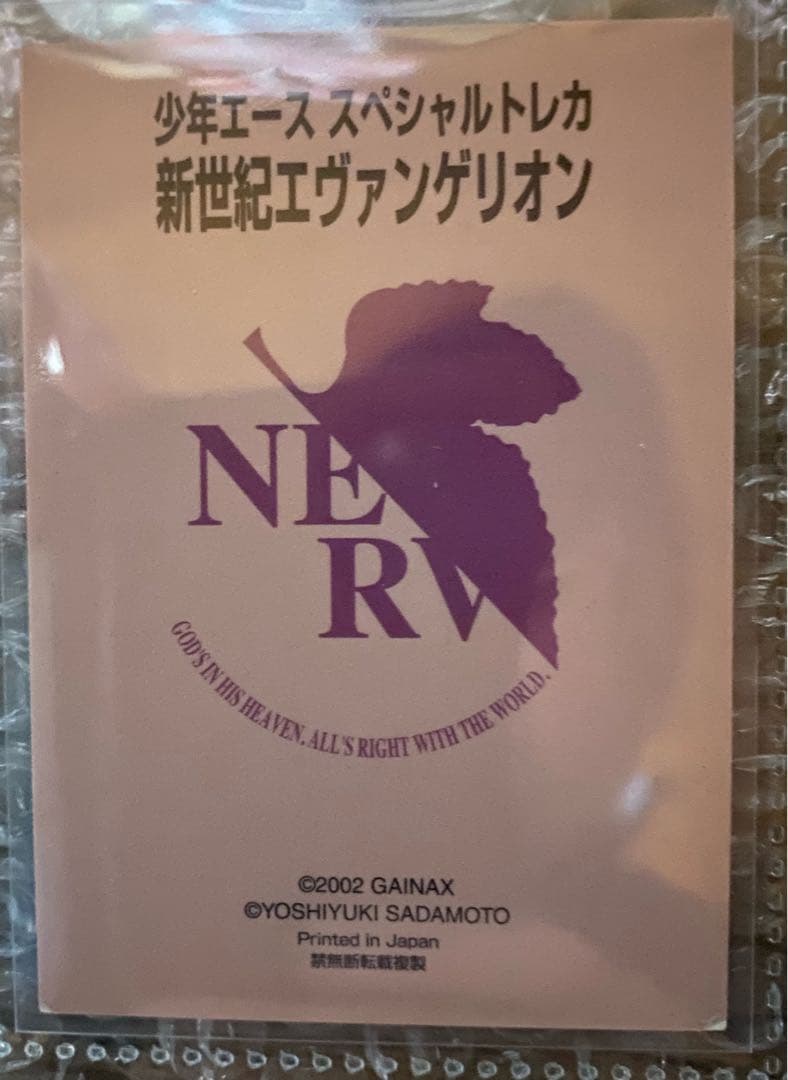 少年エース スペシャルトレカ
新世紀エヴァンゲリオン
NE
RV
GOD'S IN HIS HEAVEN. ALL'S RIGHT WITH THE WORLD.
©2002 GAINAX
©YOSHIYUKI SADAMOTO
Printed in Japan
禁無断転載複製